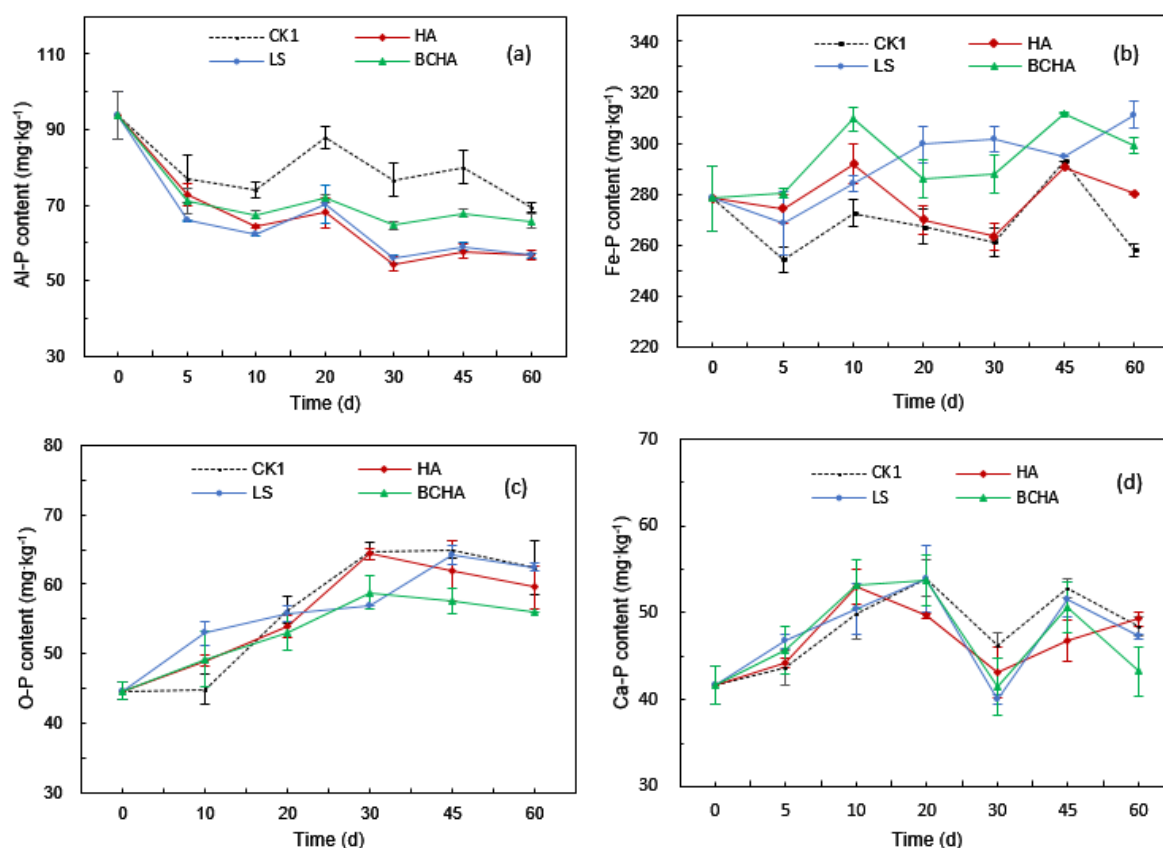 CK1 HA
LS BCHA
(a)
Al-P content (mg·kg⁻¹)
110
90
70
50
30
0 5 10 20 30 45 60
Time (d)
CK1 HA
LS BCHA
(b)
Fe-P content (mg·kg⁻¹)
340
320
300
280
260
240
220
0 5 10 20 30 45 60
Time (d)
CK1 HA
LS BCHA
(c)
O-P content (mg·kg⁻¹)
80
70
60
50
40
30
0 10 20 30 45 60
Time (d)
CK1 HA
LS BCHA
(d)
Ca-P content (mg·kg⁻¹)
70
60
50
40
30
0 5 10 20 30 45 60
Time (d)